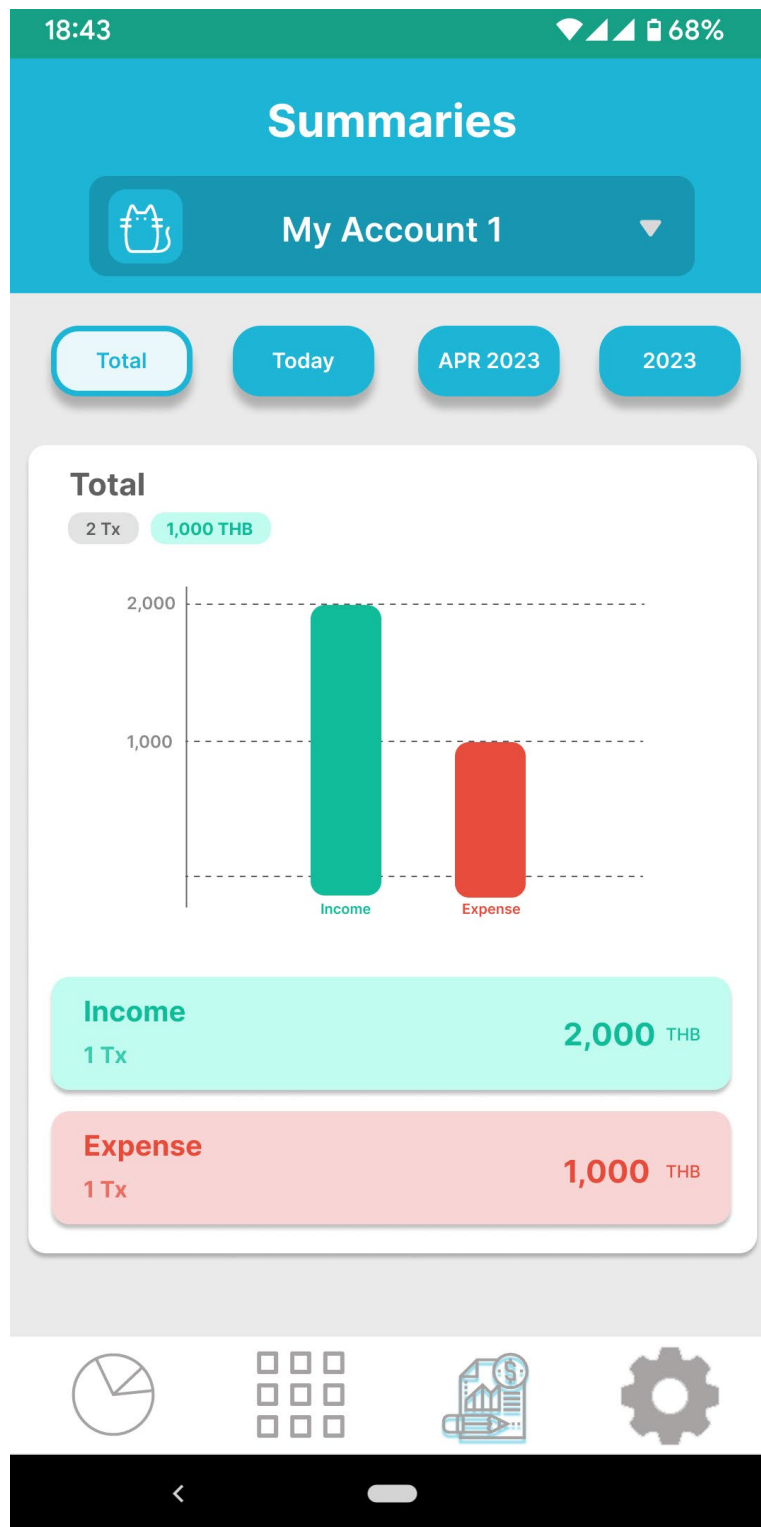 18:43 68%
Summaries
My Account 1
Total Today APR 2023 2023
Total
2 Tx 1,000 THB
2,000
1,000
Income Expense
Income
2,000 THB
1 Tx
Expense
1,000 THB
1 Tx
$